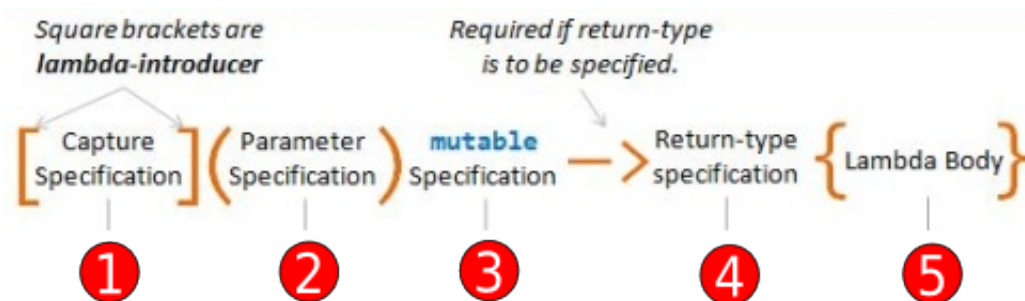 Square brackets are
lambda-introducer
Required if return-type
is to be specified.
[ Capture Specification ] ( Parameter Specification ) mutable Specification -> Return-type specification { Lambda Body }
1 2 3 4 5